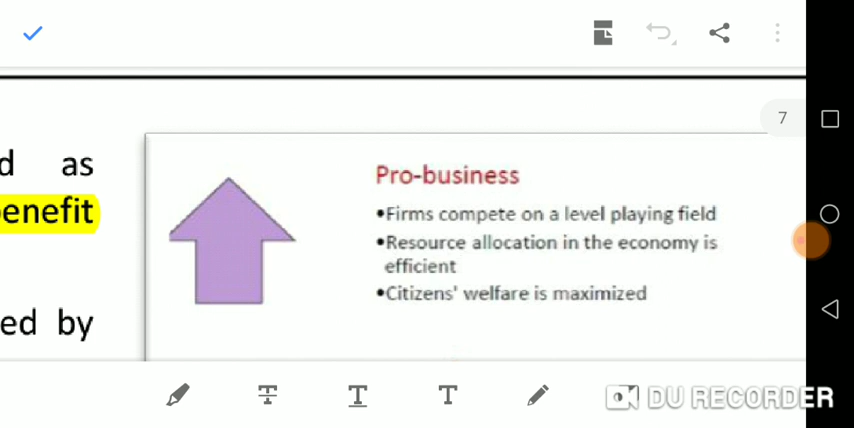 7
d as
enefit
ed by
Pro-business
•Firms compete on a level playing field
•Resource allocation in the economy is
efficient
•Citizens' welfare is maximized
T T T
DU RECORDER